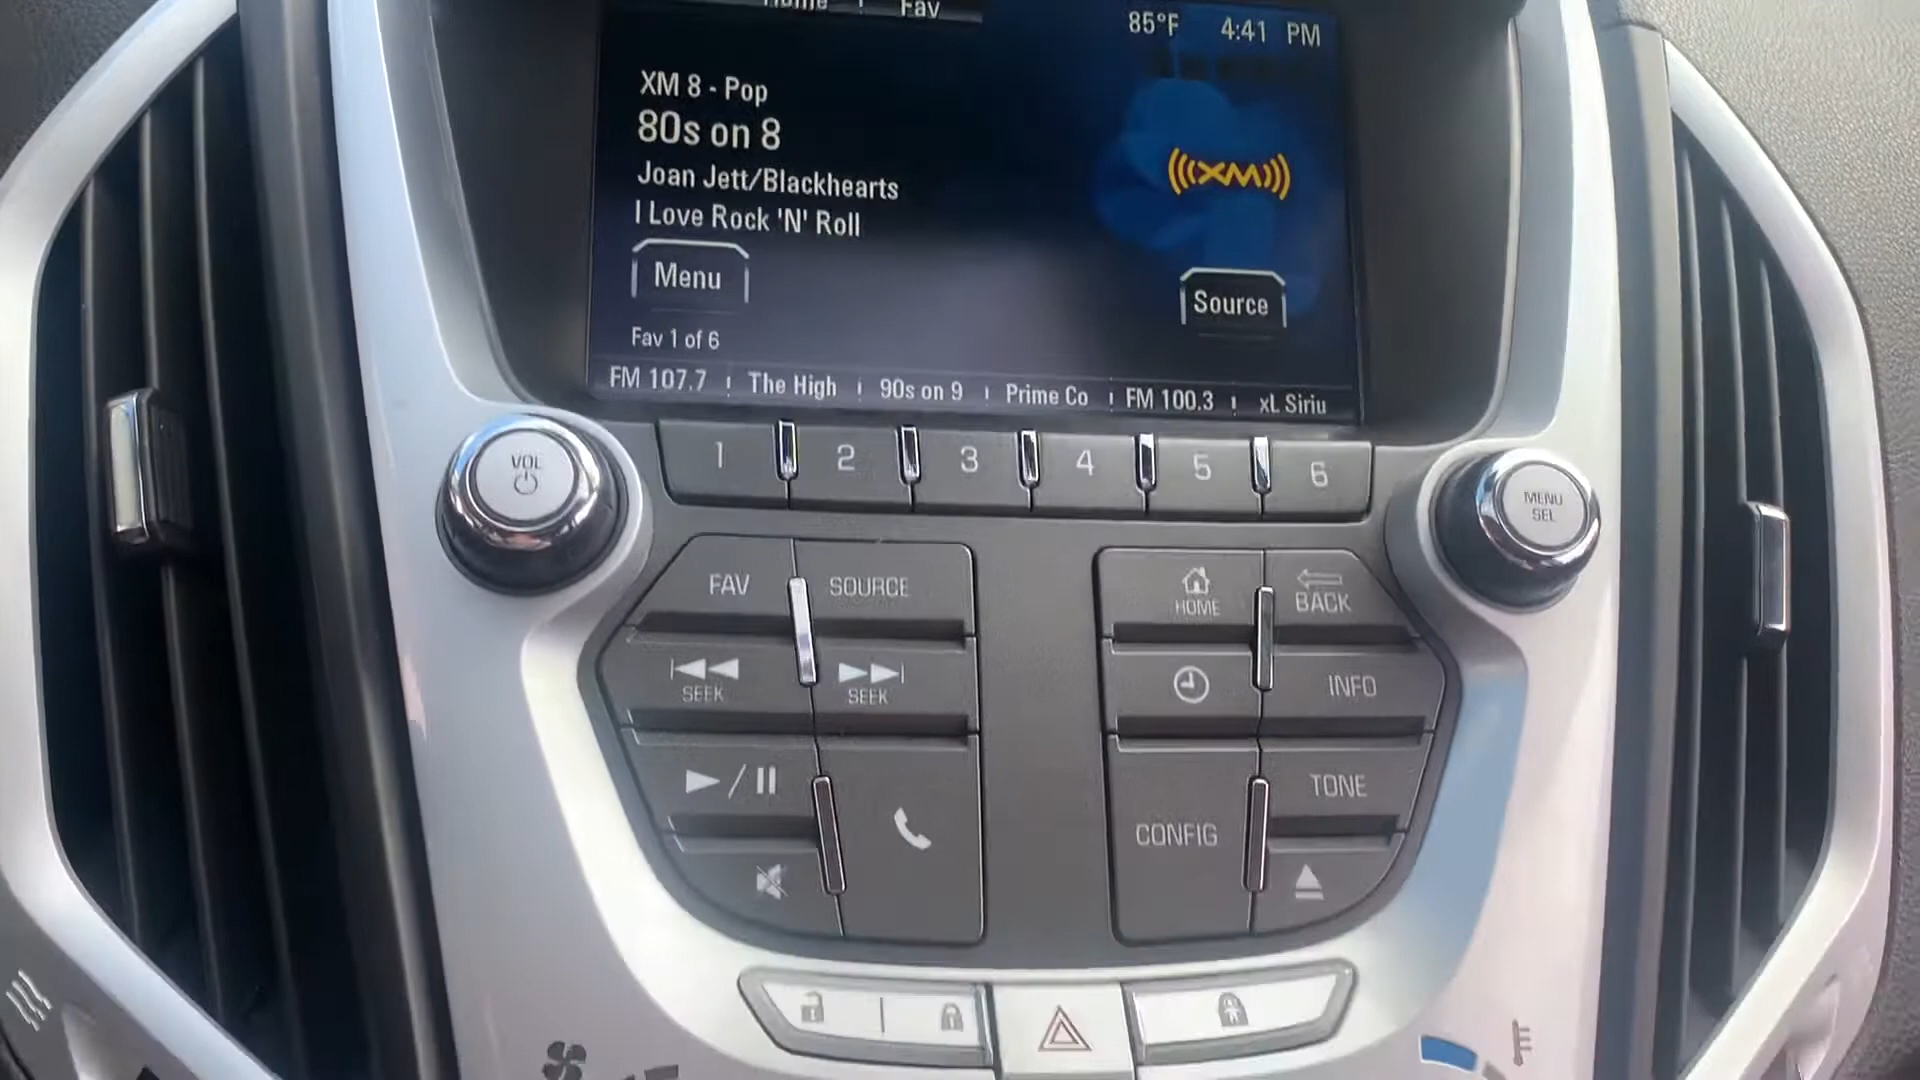 Home Fav
85°F 4:41 PM
XM 8 - Pop
80s on 8
Joan Jett/Blackhearts
I Love Rock 'N' Roll
XM
Menu
Source
Fav 1 of 6
FM 107.7 The High 90s on 9 Prime Co FM 100.3 xL Siriu
1 2 3 4 5 6
VOL
MENU
SEL
FAV SOURCE
HOME BACK
SEEK SEEK
INFO
TONE
CONFIG